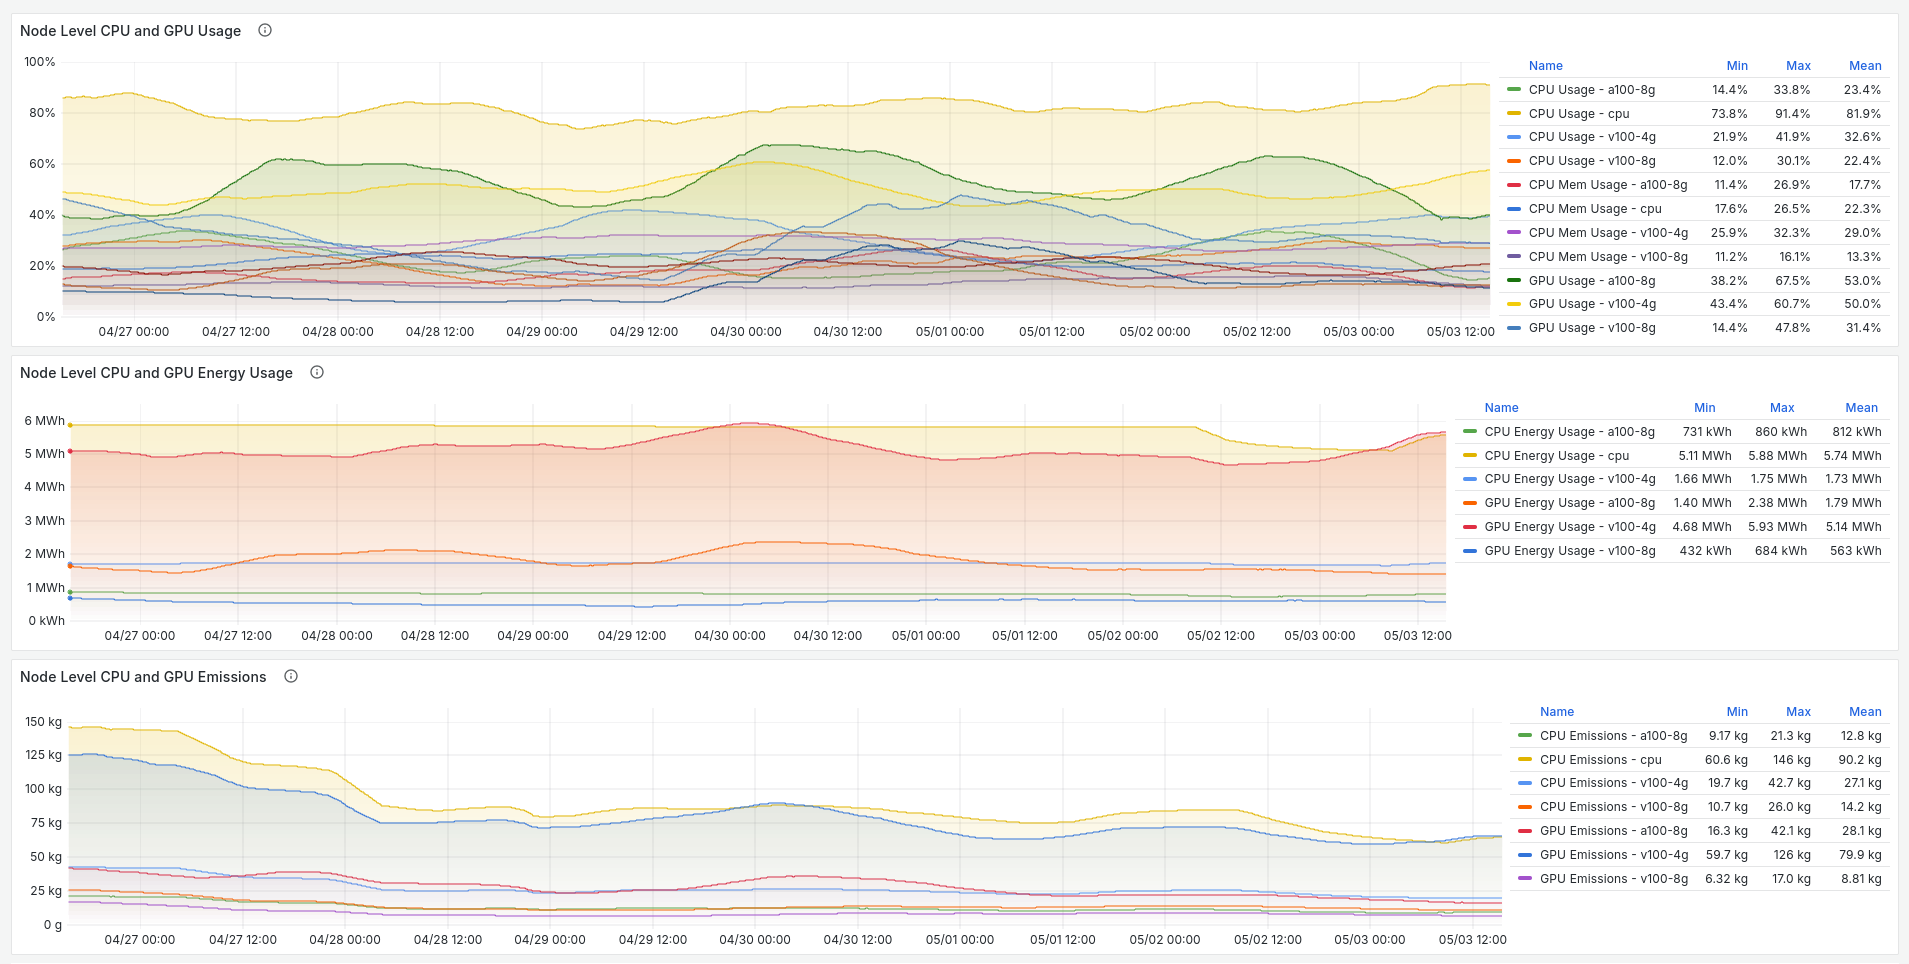 Node Level CPU and GPU Usage
100%
80%
60%
40%
20%
0%
04/27 00:00 04/27 12:00 04/28 00:00 04/28 12:00 04/29 00:00 04/29 12:00 04/30 00:00 04/30 12:00 05/01 00:00 05/01 12:00 05/02 00:00 05/02 12:00 05/03 00:00 05/03 12:00
Name Min Max Mean
CPU Usage - a100-8g 14.4% 33.8% 23.4%
CPU Usage - cpu 73.8% 91.4% 81.9%
CPU Usage - v100-4g 21.9% 41.9% 32.6%
CPU Usage - v100-8g 12.0% 30.1% 22.4%
CPU Mem Usage - a100-8g 11.4% 26.9% 17.7%
CPU Mem Usage - cpu 17.6% 26.5% 22.3%
CPU Mem Usage - v100-4g 25.9% 32.3% 29.0%
CPU Mem Usage - v100-8g 11.2% 16.1% 13.3%
GPU Usage - a100-8g 38.2% 67.5% 53.0%
GPU Usage - v100-4g 43.4% 60.7% 50.0%
GPU Usage - v100-8g 14.4% 47.8% 31.4%
Node Level CPU and GPU Energy Usage
6 MWh
5 MWh
4 MWh
3 MWh
2 MWh
1 MWh
0 kWh
04/27 00:00 04/27 12:00 04/28 00:00 04/28 12:00 04/29 00:00 04/29 12:00 04/30 00:00 04/30 12:00 05/01 00:00 05/01 12:00 05/02 00:00 05/02 12:00 05/03 00:00 05/03 12:00
Name Min Max Mean
CPU Energy Usage - a100-8g 731 kWh 860 kWh 812 kWh
CPU Energy Usage - cpu 5.11 MWh 5.88 MWh 5.74 MWh
CPU Energy Usage - v100-4g 1.66 MWh 1.75 MWh 1.73 MWh
GPU Energy Usage - a100-8g 1.40 MWh 2.38 MWh 1.79 MWh
GPU Energy Usage - v100-4g 4.68 MWh 5.93 MWh 5.14 MWh
GPU Energy Usage - v100-8g 432 kWh 684 kWh 563 kWh
Node Level CPU and GPU Emissions
150 kg
125 kg
100 kg
75 kg
50 kg
25 kg
0 g
04/27 00:00 04/27 12:00 04/28 00:00 04/28 12:00 04/29 00:00 04/29 12:00 04/30 00:00 04/30 12:00 05/01 00:00 05/01 12:00 05/02 00:00 05/02 12:00 05/03 00:00 05/03 12:00
Name Min Max Mean
CPU Emissions - a100-8g 9.17 kg 21.3 kg 12.8 kg
CPU Emissions - cpu 60.6 kg 146 kg 90.2 kg
CPU Emissions - v100-4g 19.7 kg 42.7 kg 27.1 kg
CPU Emissions - v100-8g 10.7 kg 26.0 kg 14.2 kg
GPU Emissions - a100-8g 16.3 kg 42.1 kg 28.1 kg
GPU Emissions - v100-4g 59.7 kg 126 kg 79.9 kg
GPU Emissions - v100-8g 6.32 kg 17.0 kg 8.81 kg